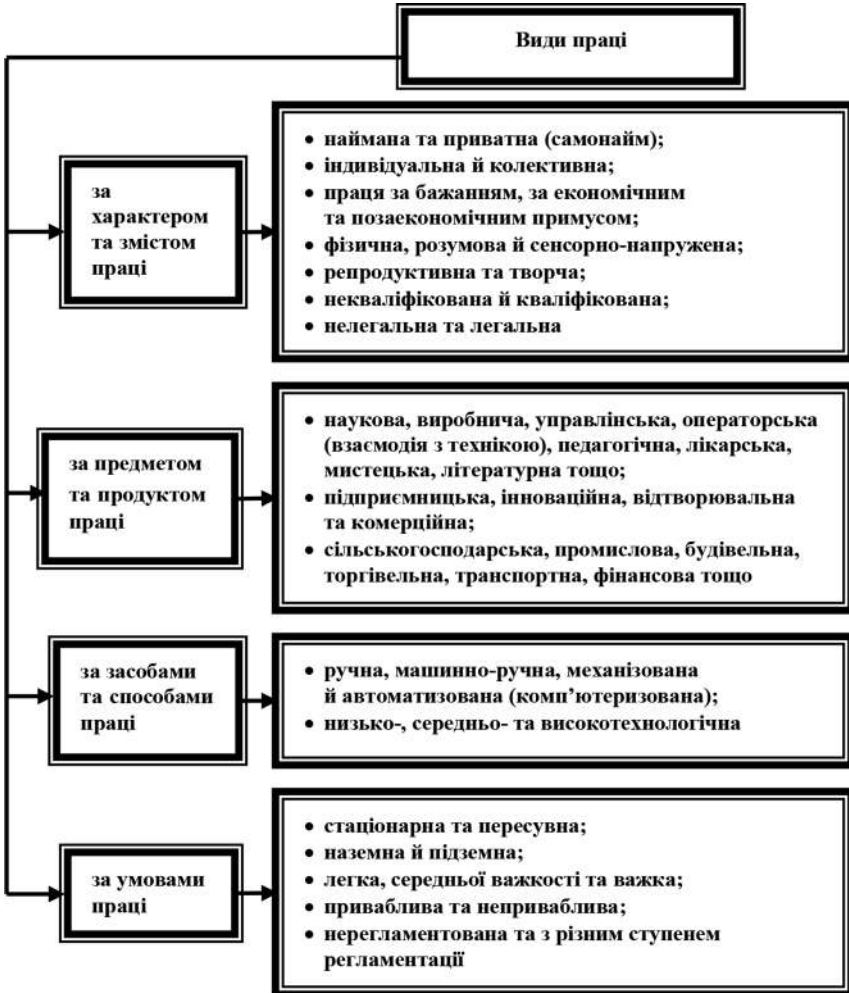 Види праці
за
характером
та змістом
праці
• наймана та приватна (самонайм);
• індивідуальна й колективна;
• праця за бажанням, за економічним
та позаекономічним примусом;
• фізична, розумова й сенсорно-напружена;
• репродуктивна та творча;
• некваліфікована й кваліфікована;
• нелегальна та легальна
за предметом
та продуктом
праці
• наукова, виробнича, управлінська, операторська
(взаємодія з технікою), педагогічна, лікарська,
мистецька, літературна тощо;
• підприємницька, інноваційна, відтворювальна
та комерційна;
• сільськогосподарська, промислова, будівельна,
торгівельна, транспортна, фінансова тощо
за засобами
та способами
праці
• ручна, машинно-ручна, механізована
й автоматизована (комп’ютеризована);
• низько-, середньо- та високотехнологічна
за умовами
праці
• стаціонарна та пересувна;
• наземна й підземна;
• легка, середньої важкості та важка;
• приваблива та неприваблива;
• нерегламентована та з різним ступенем
регламентації